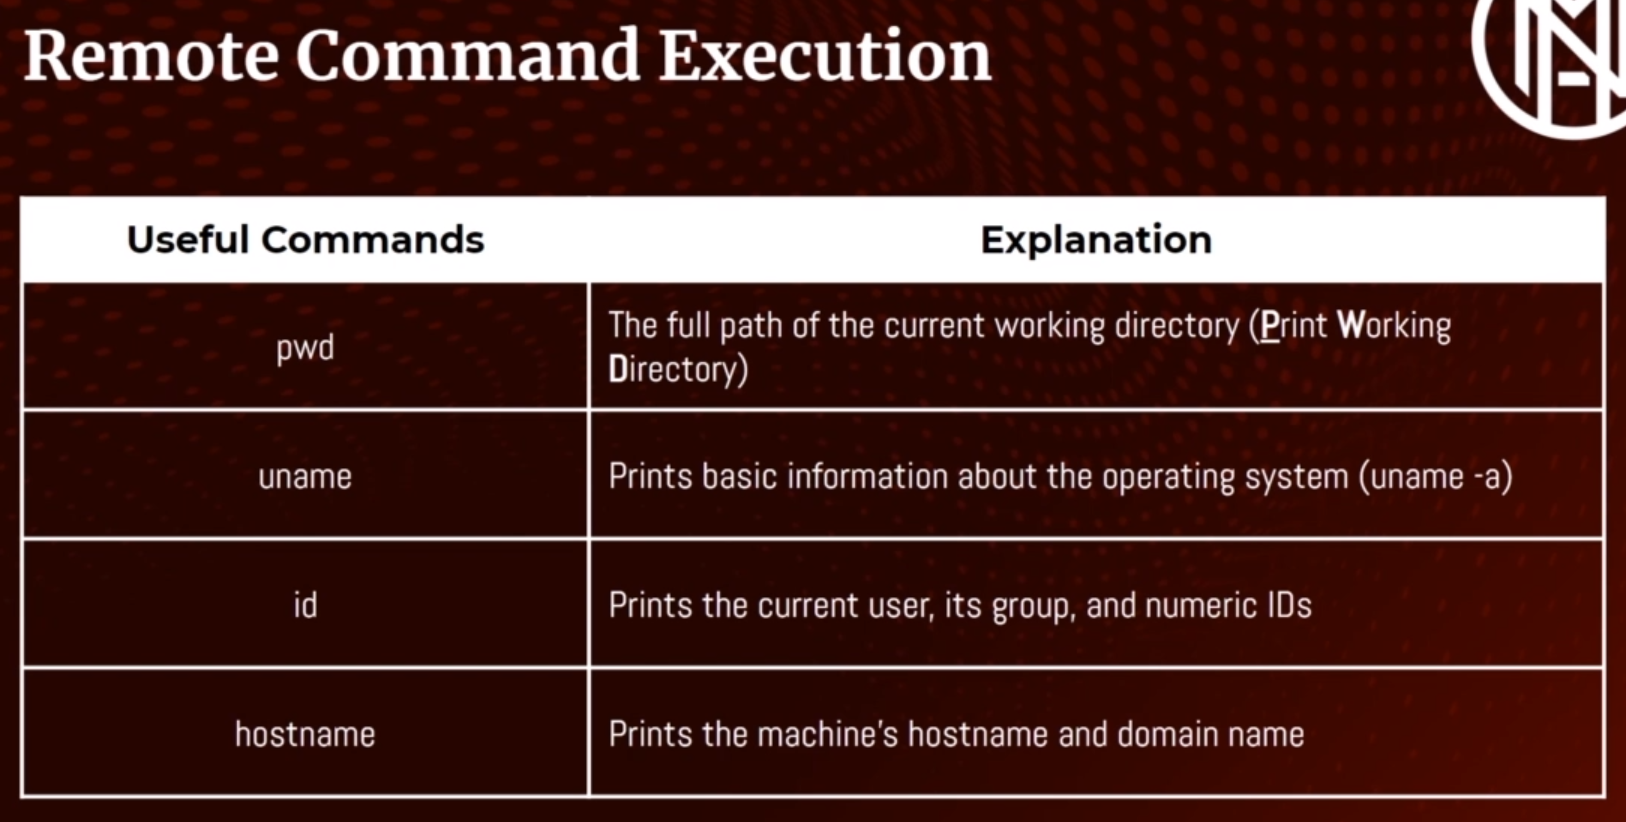 Remote Command Execution
Useful Commands
Explanation
pwd
The full path of the current working directory (Print Working
Directory)
uname
Prints basic information about the operating system (uname -a)
id
Prints the current user, its group, and numeric IDs
hostname
Prints the machine's hostname and domain name